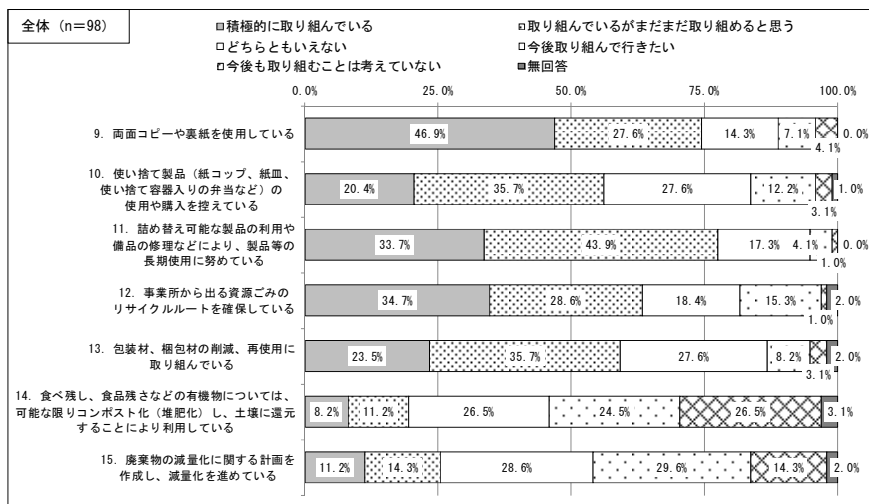 全体（n=98）
積極的に取り組んでいる
取り組んでいるがまだまだ取り組めると思う
どちらともいえない
今後取り組んで行きたい
今後も取り組むことは考えていない
無回答
0.0% 25.0% 50.0% 75.0% 100.0%
9. 両面コピーや裏紙を使用している
46.9% 27.6% 14.3% 7.1% 4.1% 0.0%
10. 使い捨て製品（紙コップ、紙皿、
使い捨て容器入りの弁当など）の
使用や購入を控えている
20.4% 35.7% 27.6% 12.2% 3.1% 1.0%
11. 詰め替え可能な製品の利用や
備品の修理などにより、製品等の
長期使用に努めている
33.7% 43.9% 17.3% 4.1% 1.0% 0.0%
12. 事業所から出る資源ごみの
リサイクルルートを確保している
34.7% 28.6% 18.4% 15.3% 1.0% 2.0%
13. 包装材、梱包材の削減、再使用に
取り組んでいる
23.5% 35.7% 27.6% 8.2% 3.1% 2.0%
14. 食べ残し、食品残さなどの有機物については、
可能な限りコンポスト化（堆肥化）し、土壌に還元
することにより利用している
8.2% 11.2% 26.5% 24.5% 26.5% 3.1%
15. 廃棄物の減量化に関する計画を
作成し、減量化を進めている
11.2% 14.3% 28.6% 29.6% 14.3% 2.0%